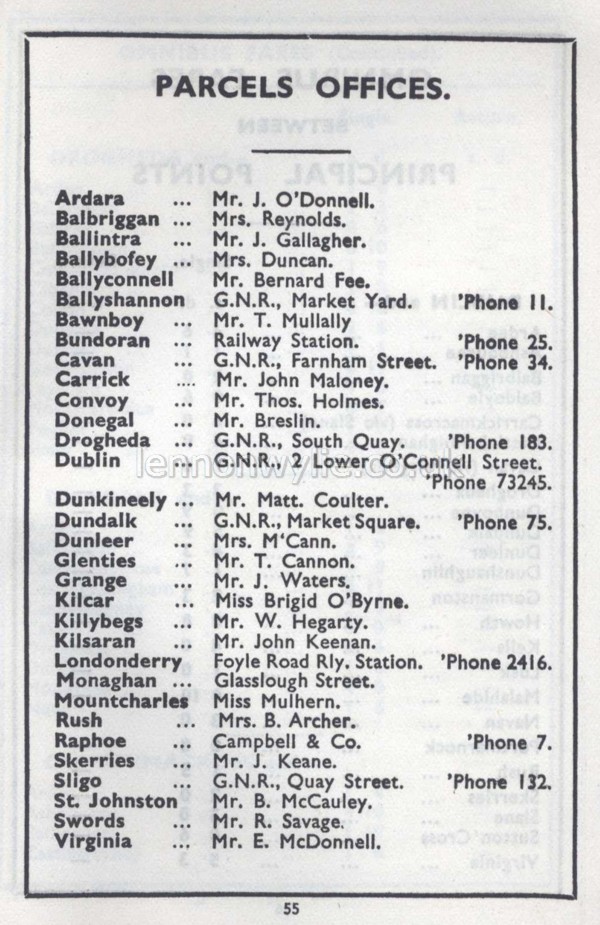 PARCELS OFFICES.
Ardara ... Mr. J. O'Donnell.
Balbriggan ... Mrs. Reynolds.
Ballintra ... Mr. J. Gallagher.
Ballybofey ... Mrs. Duncan.
Ballyconnell Mr. Bernard Fee.
Ballyshannon G.N.R., Market Yard. 'Phone 11.
Bawnboy ... Mr. T. Mullally
Bundoran ... Railway Station. 'Phone 25.
Cavan ... G.N.R., Farnham Street. 'Phone 34.
Carrick .... Mr. John Maloney.
Convoy ... Mr. Thos. Holmes.
Donegal ... Mr. Breslin.
Drogheda ... G.N.R., South Quay. 'Phone 183.
Dublin ... G.N.R., 2 Lower O'Connell Street.
'Phone 73245.
lennonwylie.co.uk
Dunkineely ... Mr. Matt. Coulter.
Dundalk ... G.N.R., Market Square. 'Phone 75.
Dunleer ... Mrs. M'Cann.
Glenties ... Mr. T. Cannon.
Grange ... Mr. J. Waters.
Kilcar ... Miss Brigid O'Byrne.
Killybegs ... Mr. W. Hegarty.
Kilsaran ... Mr. John Keenan.
Londonderry Foyle Road Rly. Station. 'Phone 2416.
Monaghan ... Glasslough Street.
Mountcharles Miss Mulhern.
Rush ... Mrs. B. Archer.
Raphoe ... Campbell & Co. 'Phone 7.
Skerries ... Mr. J. Keane.
Sligo ... G.N.R., Quay Street. 'Phone 132.
St. Johnston Mr. B. McCauley.
Swords ... Mr. R. Savage.
Virginia ... Mr. E. McDonnell.
55